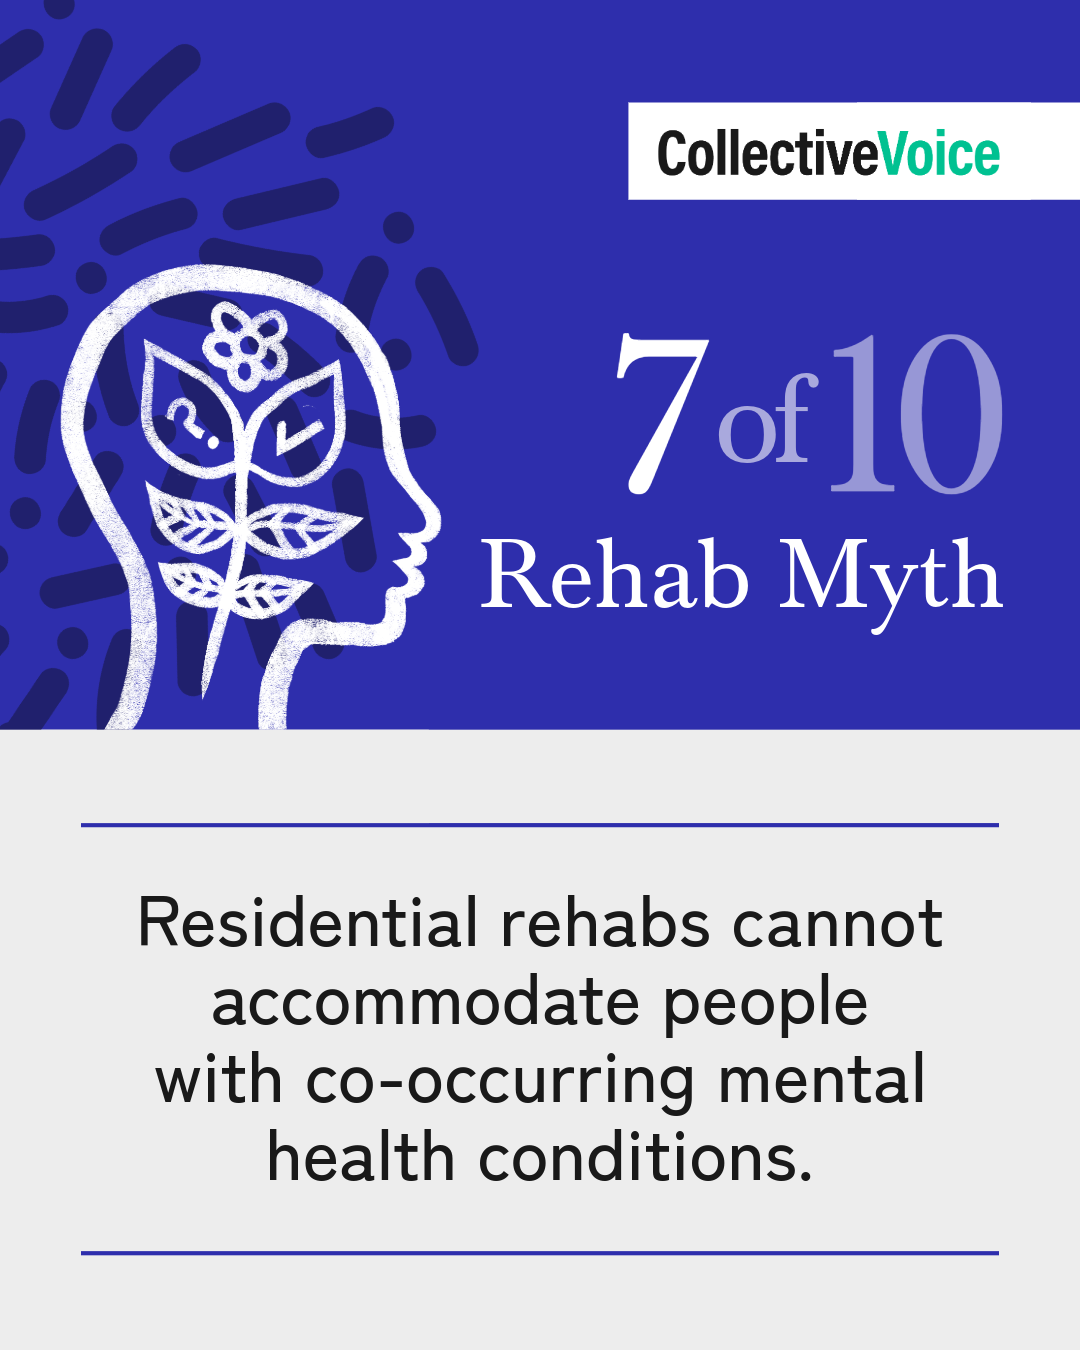 CollectiveVoice
7 of 10
Rehab Myth
Residential rehabs cannot
accommodate people
with co-occurring mental
health conditions.